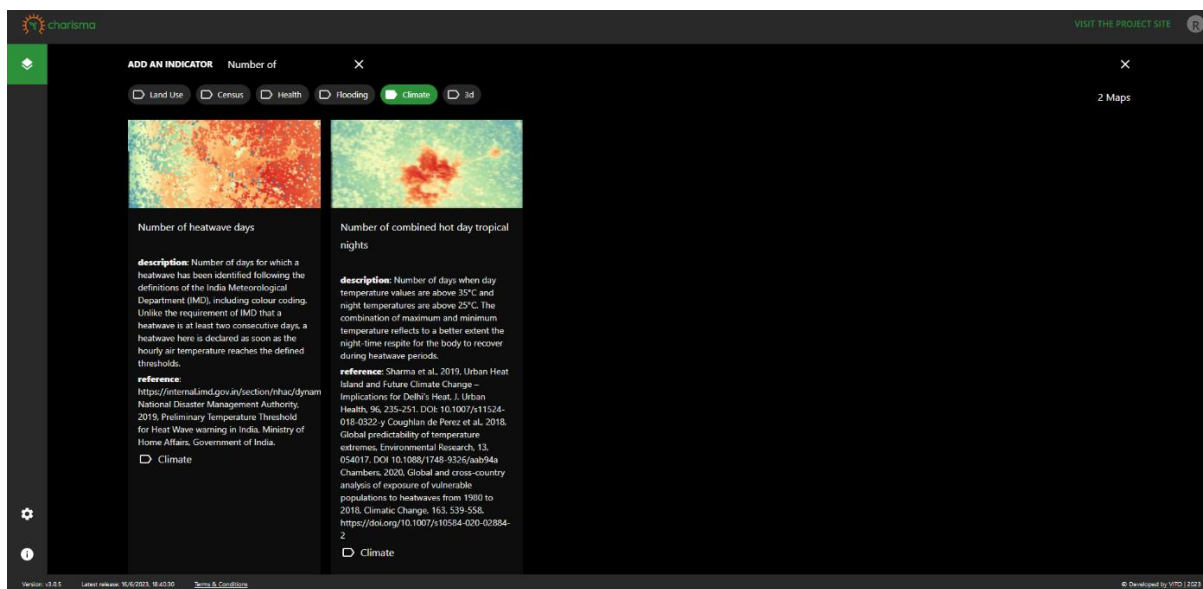 charisma
VISIT THE PROJECT SITE
R
ADD AN INDICATOR Number of
Land Use Census Health Flooding Climate 3d
2 Maps
Number of heatwave days
description: Number of days for which a
heatwave has been identified following the
definitions of the India Meteorological
Department (IMD), including colour coding.
Unlike the requirement of IMD that a
heatwave is at least two consecutive days, a
heatwave here is declared as soon as the
hourly air temperature reaches the defined
thresholds.
reference:
https://internal.imd.gov.in/section/nhac/dynam
National Disaster Management Authority,
2019, Preliminary Temperature Threshold
for Heat Wave warning in India, Ministry of
Home Affairs, Government of India.
Climate
Number of combined hot day tropical
nights
description: Number of days when day
temperature values are above 35°C and
night temperatures are above 25°C. The
combination of maximum and minimum
temperature reflects to a better extent the
night-time respite for the body to recover
during heatwave periods.
reference: Sharma et al., 2019, Urban Heat
Island and Future Climate Change –
Implications for Delhi's Heat, J. Urban
Health, 96, 235-251. DOI: 10.1007/s11524-
018-0322-y Coughlan de Perez et al. 2018,
Global predictability of temperature
extremes, Environmental Research, 13,
054017. DOI 10.1088/1748-9326/aab94a
Chambers, 2020, Global and cross-country
analysis of exposure of vulnerable
populations to heatwaves from 1980 to
2018, Climatic Change, 163, 539-558.
https://doi.org/10.1007/s10584-020-02884-
2
Climate
Version: v3.0.5 Latest release: 16/6/2023, 18:40:30 Terms & Conditions
© Developed by VITO | 2023